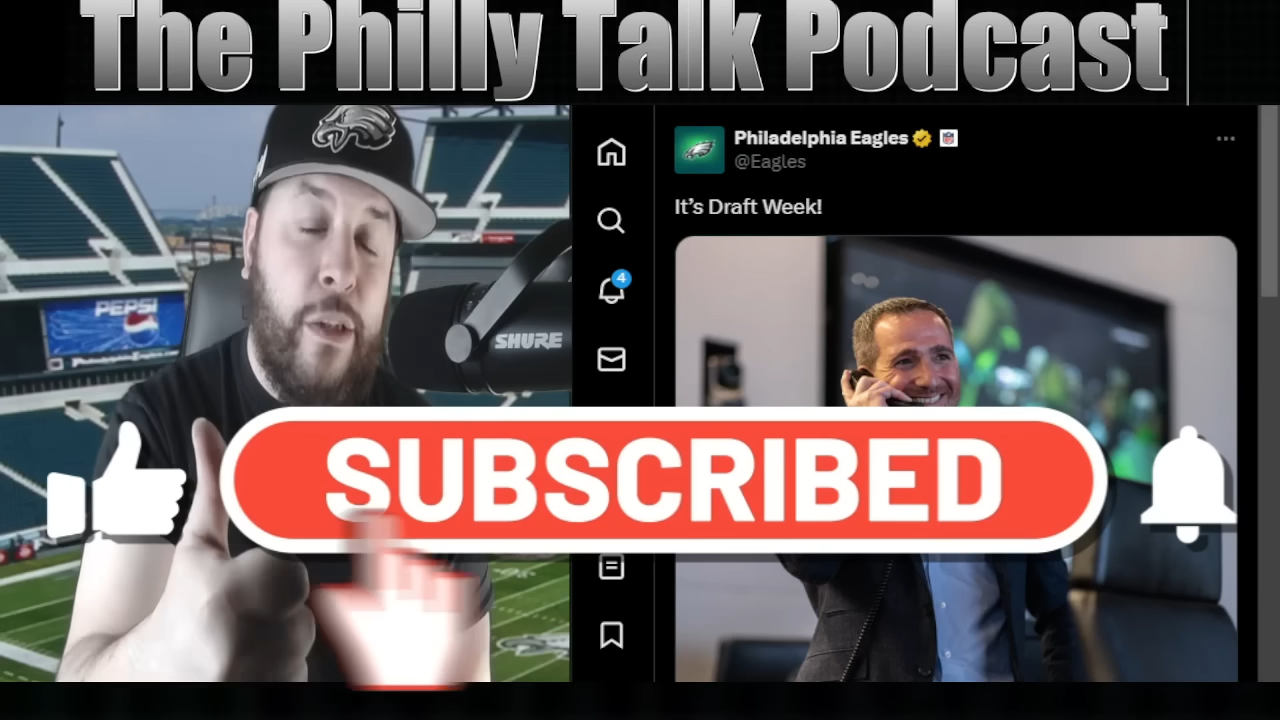 The Philly Talk Podcast
Philadelphia Eagles
@Eagles
It's Draft Week!
4
PEPSI
SHURE
SUBSCRIBED